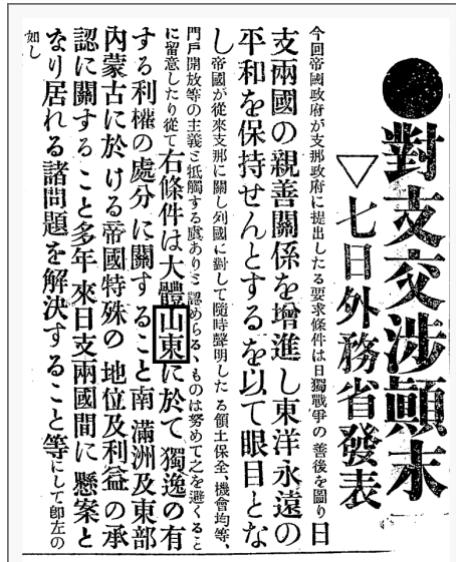 ●對支交渉顛末
▽七日外務省發表
今回帝國政府が支那政府に提出したる要求條件は日獨戰爭の善後を圖り日
支兩國の親善關係を增進し東洋永遠の
平和を保持せんとするを以て眼目とな
し帝國が從來支那に關し列國に對して隨時聲明したる領土保全、機會均等、
門戶開放等の主義と抵觸する虞ありと認めらる、ものは努めて之を避くること
に留意したり從て右條件は大體山東に於て獨逸の有
する利權の處分に關すること南滿洲及東部
內蒙古に於ける帝國特殊の地位及利益の承
認に關すること多年來日支兩國間に懸案と
なり居れる諸問題を解決すること等にして卽左の
如し